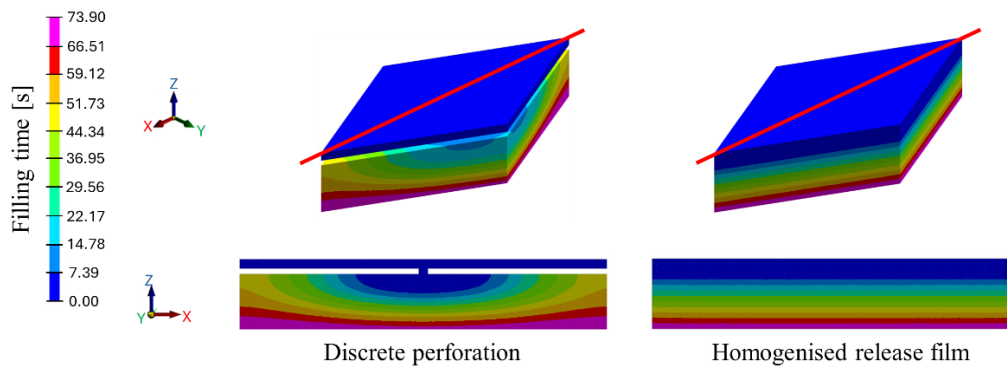 Filling time [s]
73.90
66.51
59.12
51.73
44.34
36.95
29.56
22.17
14.78
7.39
0.00
Z
X
Y
Z
Y
X
Discrete perforation
Homogenised release film